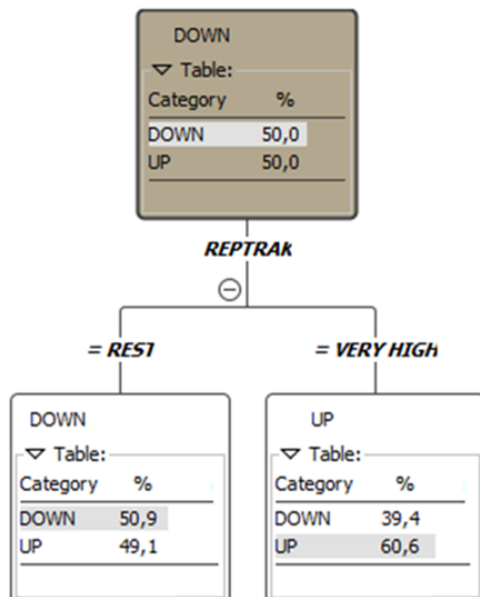 DOWN
Table:
Category %
DOWN 50,0
UP 50,0
REPTRAK
= REST
= VERY HIGH
DOWN
Table:
Category %
DOWN 50,9
UP 49,1
UP
Table:
Category %
DOWN 39,4
UP 60,6